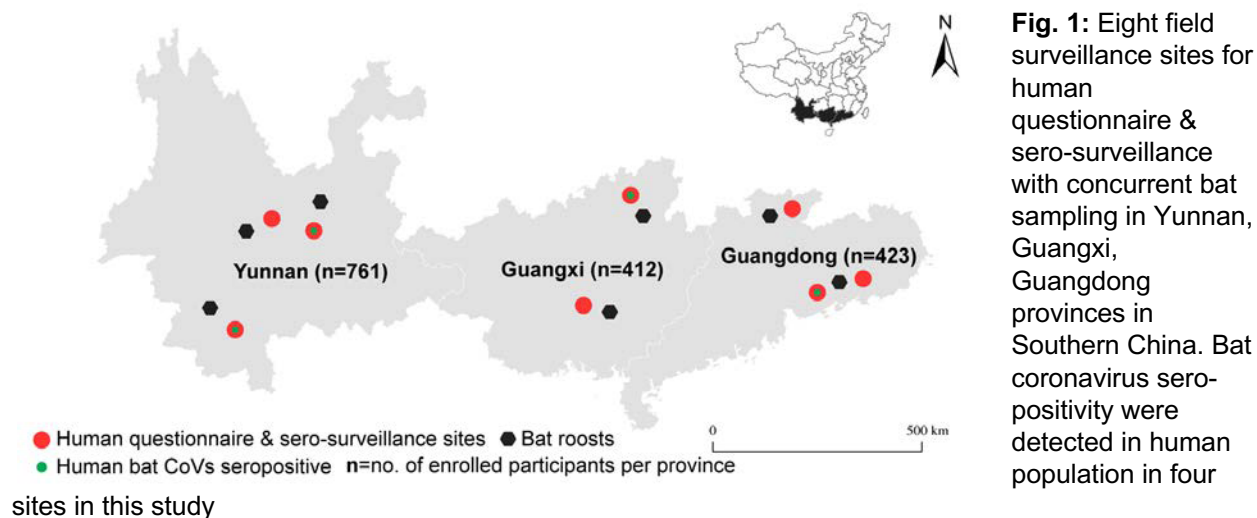 N
Yunnan (n=761)
Guangxi (n=412)
Guangdong (n=423)
Human questionnaire & sero-surveillance sites
Bat roosts
Human bat CoVs seropositive
n=no. of enrolled participants per province
0
500 km
Fig. 1: Eight field
surveillance sites for
human
questionnaire &
sero-surveillance
with concurrent bat
sampling in Yunnan,
Guangxi,
Guangdong
provinces in
Southern China. Bat
coronavirus sero-
positivity were
detected in human
population in four
sites in this study